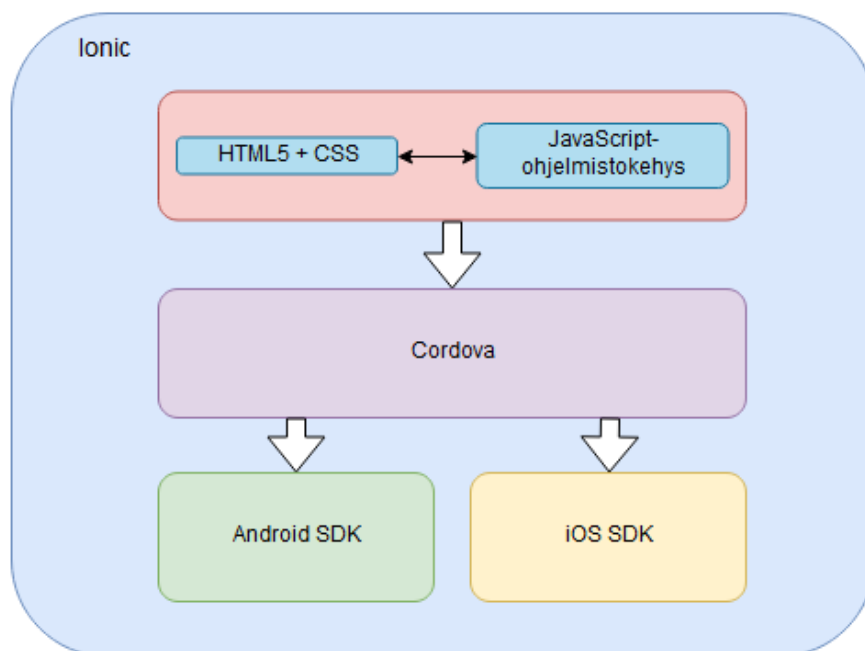 Ionic
HTML5 + CSS
JavaScript-
ohjelmistokehys
Cordova
Android SDK
iOS SDK